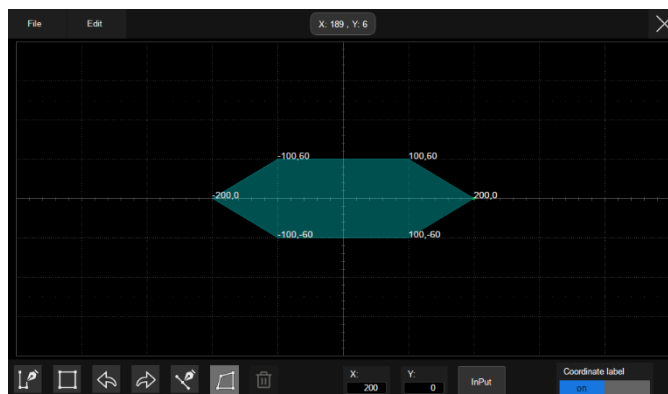 File Edit X: 189 , Y: 6
-100,60 100,60
-200,0 200,0
-100,-60 100,-60
X: Y: Coordinate label
200 0 InPut on